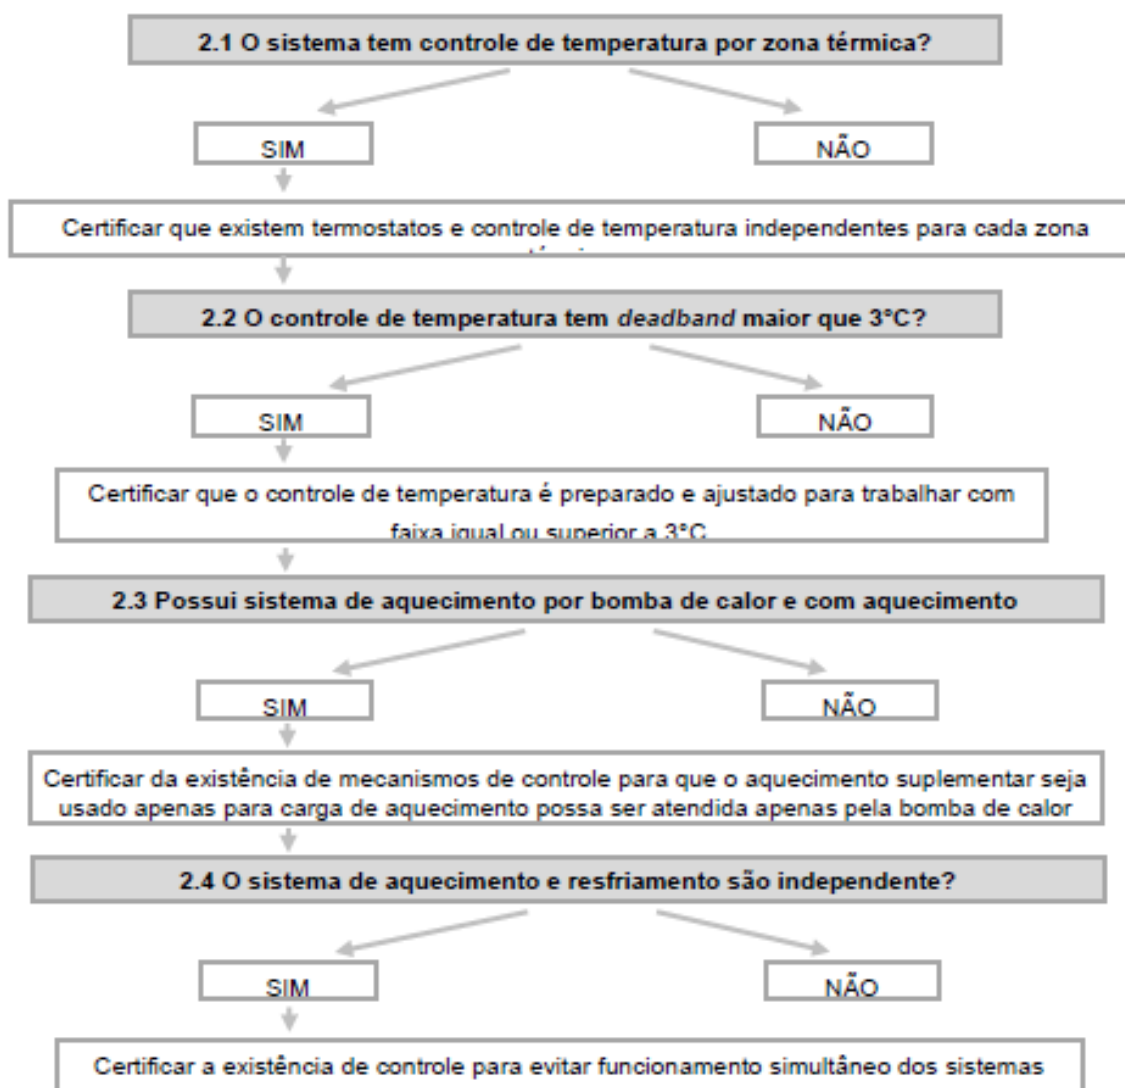 2.1 O sistema tem controle de temperatura por zona térmica?
SIM
NÃO
Certificar que existem termostatos e controle de temperatura independentes para cada zona
2.2 O controle de temperatura tem deadband maior que 3°C?
SIM
NÃO
Certificar que o controle de temperatura é preparado e ajustado para trabalhar com
faixa igual ou superior a 3°C
2.3 Possui sistema de aquecimento por bomba de calor e com aquecimento
SIM
NÃO
Certificar da existência de mecanismos de controle para que o aquecimento suplementar seja
usado apenas para carga de aquecimento possa ser atendida apenas pela bomba de calor
2.4 O sistema de aquecimento e resfriamento são independente?
SIM
NÃO
Certificar a existência de controle para evitar funcionamento simultâneo dos sistemas